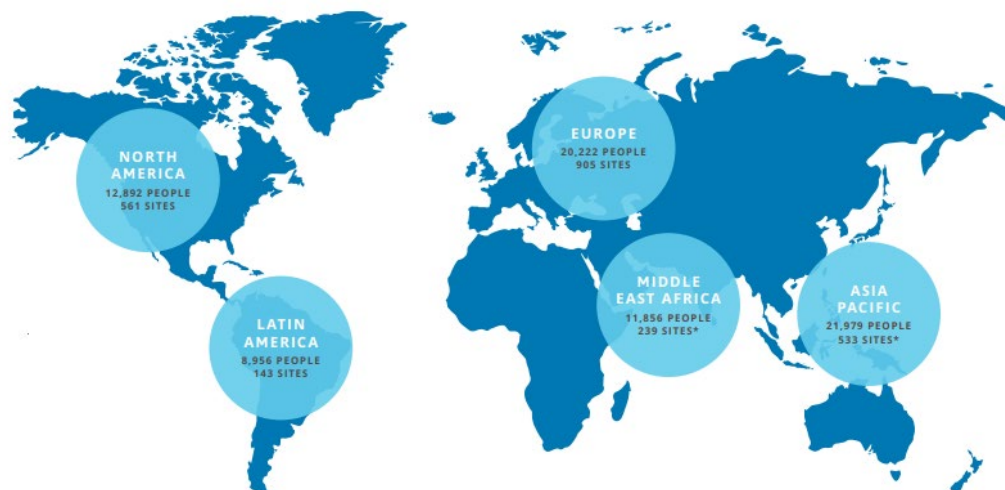 NORTH
AMERICA
12,892 PEOPLE
561 SITES
LATIN
AMERICA
8,956 PEOPLE
143 SITES
EUROPE
20,222 PEOPLE
905 SITES
MIDDLE
EAST AFRICA
11,856 PEOPLE
239 SITES*
ASIA
PACIFIC
21,979 PEOPLE
533 SITES*